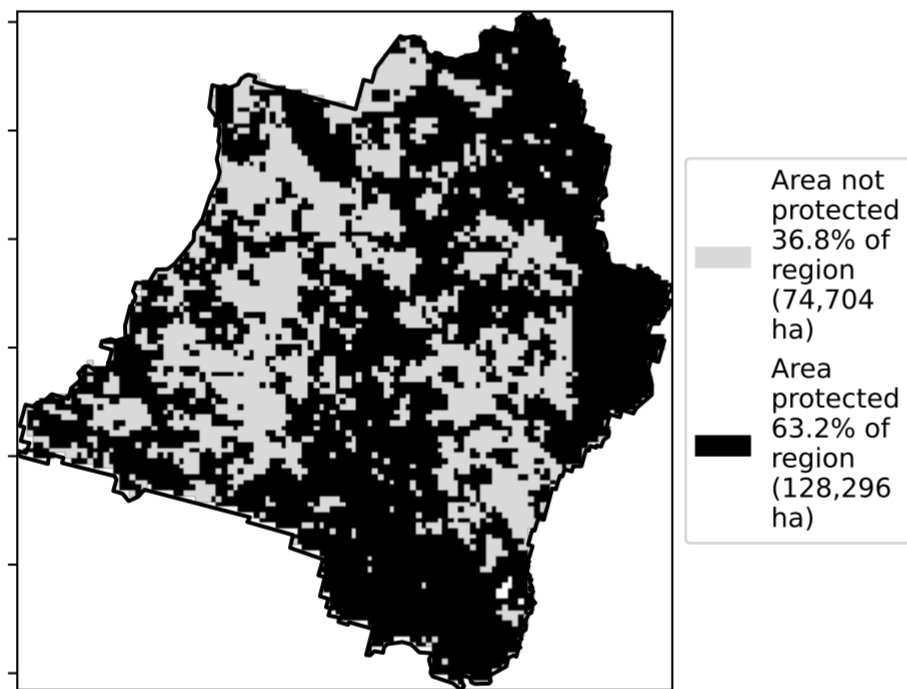 Area not
protected
36.8% of
region
(74,704
ha)
Area
protected
63.2% of
region
(128,296
ha)